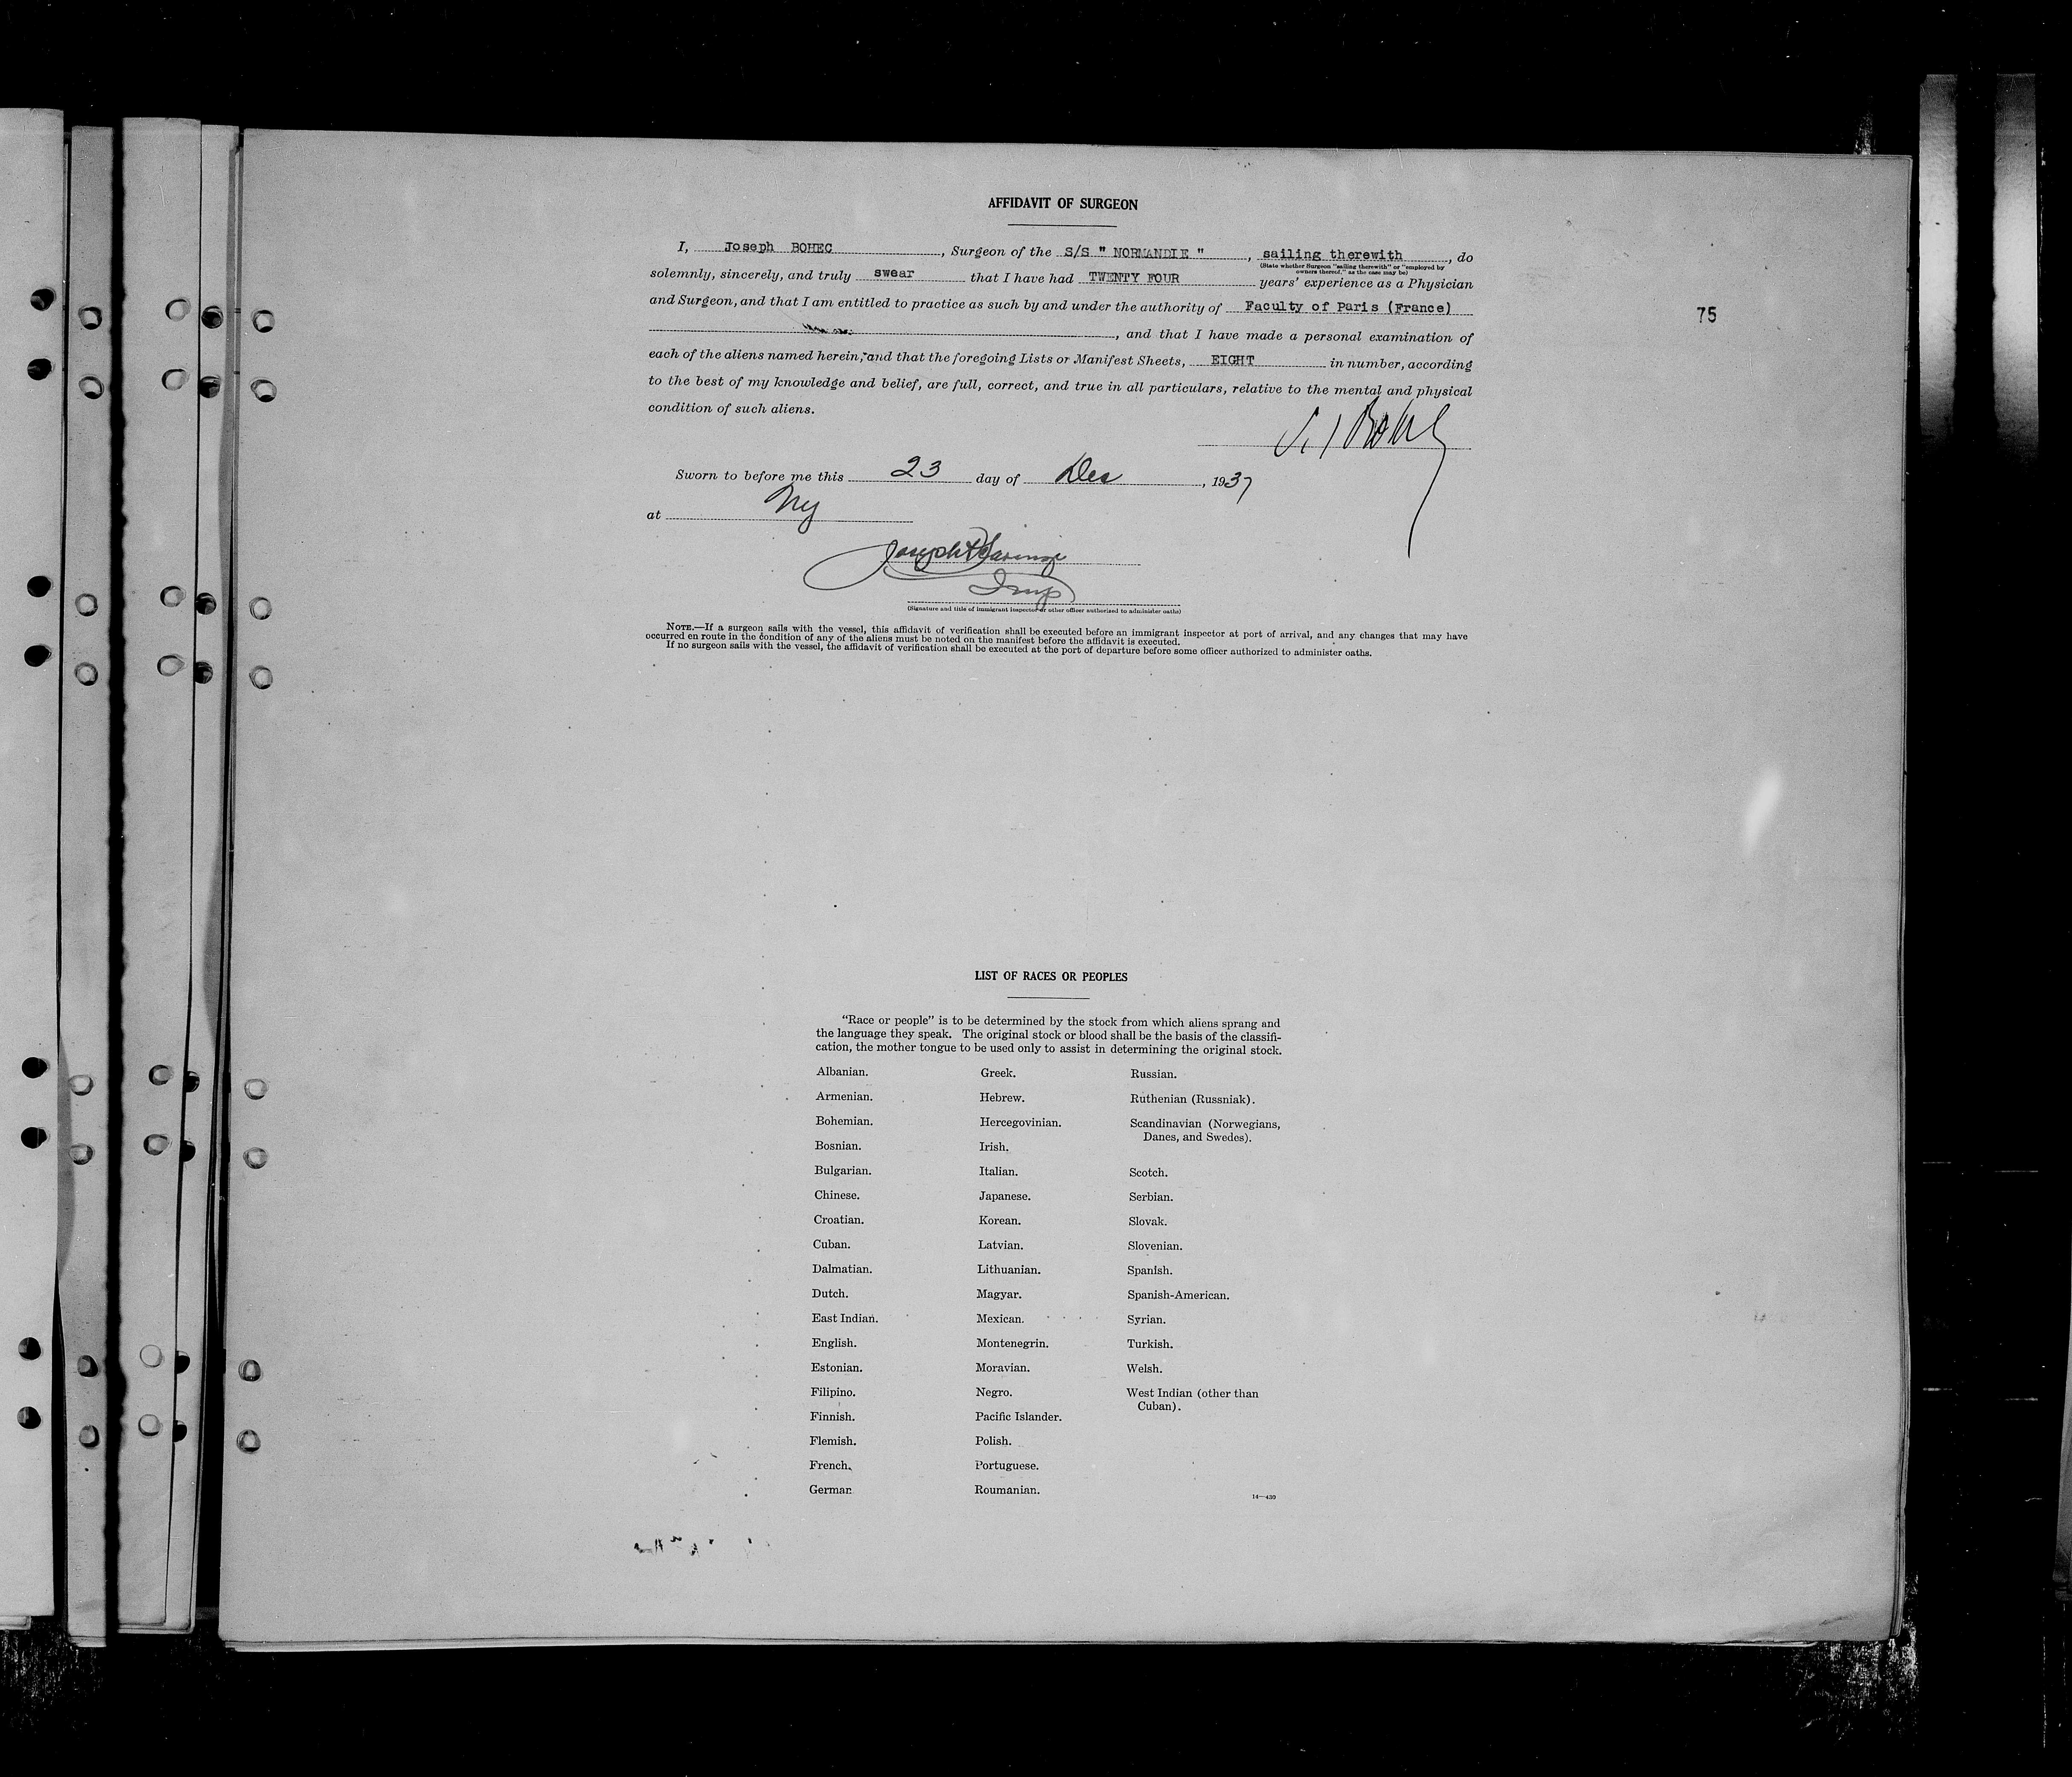 AFFIDAVIT OF SURGEON
I, Joseph BOHEC, Surgeon of the S/S " NORMANDIE ", sailing therewith, do
(State whether Surgeon "sailing therewith" or "employed by owners thereof," as the case may be)
solemnly, sincerely, and truly swear that I have had TWENTY FOUR years' experience as a Physician
and Surgeon, and that I am entitled to practice as such by and under the authority of Faculty of Paris (France)
75
, and that I have made a personal examination of
each of the aliens named herein, and that the foregoing Lists or Manifest Sheets, EIGHT in number, according
to the best of my knowledge and belief, are full, correct, and true in all particulars, relative to the mental and physical
condition of such aliens.
Sworn to before me this 23 day of Dec, 1937
at NY
Joseph
Insp
(Signature and title of immigrant inspector or other officer authorized to administer oaths)
NOTE.—If a surgeon sails with the vessel, this affidavit of verification shall be executed before an immigrant inspector at port of arrival, and any changes that may have
occurred en route in the condition of any of the aliens must be noted on the manifest before the affidavit is executed.
If no surgeon sails with the vessel, the affidavit of verification shall be executed at the port of departure before some officer authorized to administer oaths.
LIST OF RACES OR PEOPLES
"Race or people" is to be determined by the stock from which aliens sprang and
the language they speak. The original stock or blood shall be the basis of the classifi-
cation, the mother tongue to be used only to assist in determining the original stock.
Albanian.
Armenian.
Bohemian.
Bosnian.
Bulgarian.
Chinese.
Croatian.
Cuban.
Dalmatian.
Dutch.
East Indian.
English.
Estonian.
Filipino.
Finnish.
Flemish.
French.
German
Greek.
Hebrew.
Hercegovinian.
Irish.
Italian.
Japanese.
Korean.
Latvian.
Lithuanian.
Magyar.
Mexican.
Montenegrin.
Moravian.
Negro.
Pacific Islander.
Polish.
Portuguese.
Roumanian.
Russian.
Ruthenian (Russniak).
Scandinavian (Norwegians,
Danes, and Swedes).
Scotch.
Serbian.
Slovak.
Slovenian.
Spanish.
Spanish-American.
Syrian.
Turkish.
Welsh.
West Indian (other than
Cuban).
14—430